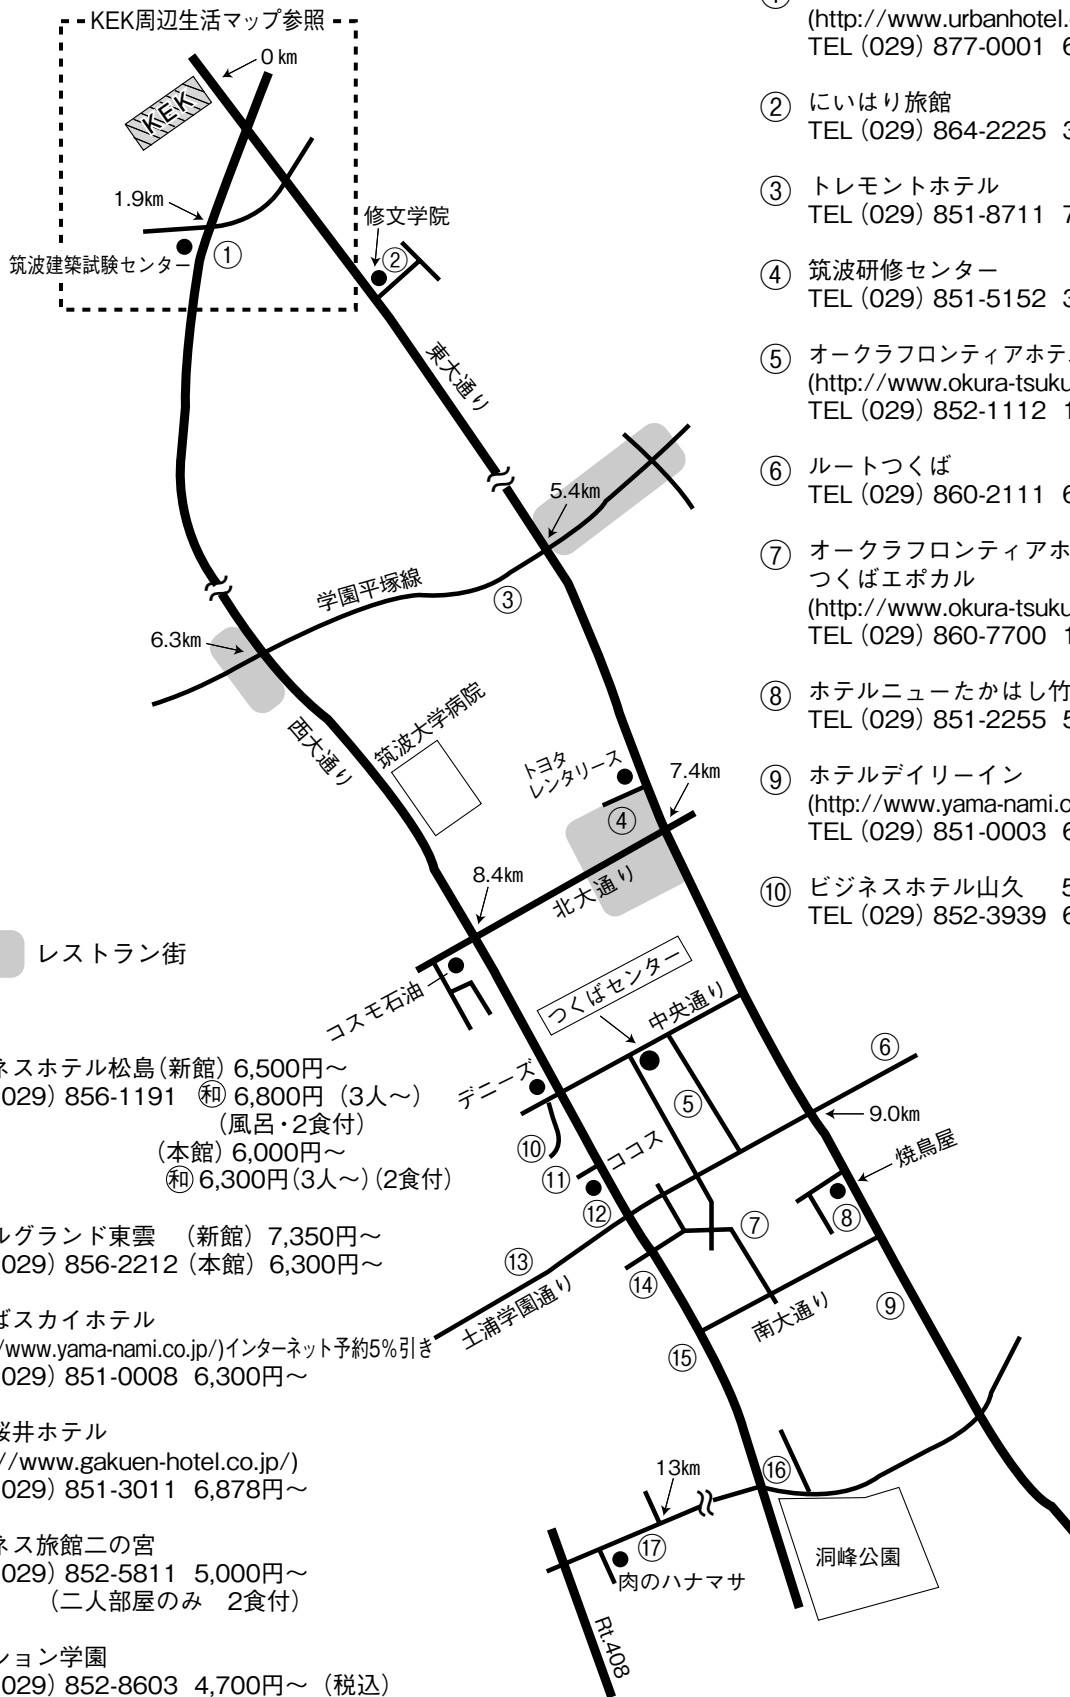 KEK周辺生活マップ参照
0 km
KEK
1.9km
筑波建築試験センター
①
修文学院
②
東大通り
5.4km
学園平塚線
③
6.3km
西大通り
筑波大学病院
トヨタ
レンタリース
7.4km
④
8.4km
北大通り
コスモ石油
つくばセンター
中央通り
デニーズ
⑤
⑥
9.0km
⑩
ココス
⑪
焼鳥屋
⑫
⑦
⑧
⑬
⑭
土浦学園通り
南大通り
⑨
⑮
13km
⑯
⑰
肉のハナマサ
洞峰公園
Rt.408
(http://www.urbanhotel.
TEL (029) 877-0001 6
② にいはり旅館
TEL (029) 864-2225 3
③ トレモントホテル
TEL (029) 851-8711 7
④ 筑波研修センター
TEL (029) 851-5152 3
⑤ オークラフロンティアホテ
(http://www.okura-tsuku
TEL (029) 852-1112 1
⑥ ルートつくば
TEL (029) 860-2111 6
⑦ オークラフロンティアホ
つくばエポカル
(http://www.okura-tsuku
TEL (029) 860-7700 1
⑧ ホテルニューたかはし竹
TEL (029) 851-2255 5
⑨ ホテルデイリーイン
(http://www.yama-nami.c
TEL (029) 851-0003 6
⑩ ビジネスホテル山久 5
TEL (029) 852-3939 6
レストラン街
ネスホテル松島(新館) 6,500円～
029) 856-1191 ㊓ 6,800円 (3人～)
(風呂・2食付)
(本館) 6,000円～
㊓ 6,300円(3人～) (2食付)
ルグランド東雲 (新館) 7,350円～
029) 856-2212 (本館) 6,300円～
ばスカイホテル
/www.yama-nami.co.jp/)インターネット予約5%引き
029) 851-0008 6,300円～
桜井ホテル
//www.gakuen-hotel.co.jp/)
029) 851-3011 6,878円～
ネス旅館二の宮
029) 852-5811 5,000円～
(二人部屋のみ 2食付)
ション学園
029) 852-8603 4,700円～ (税込)